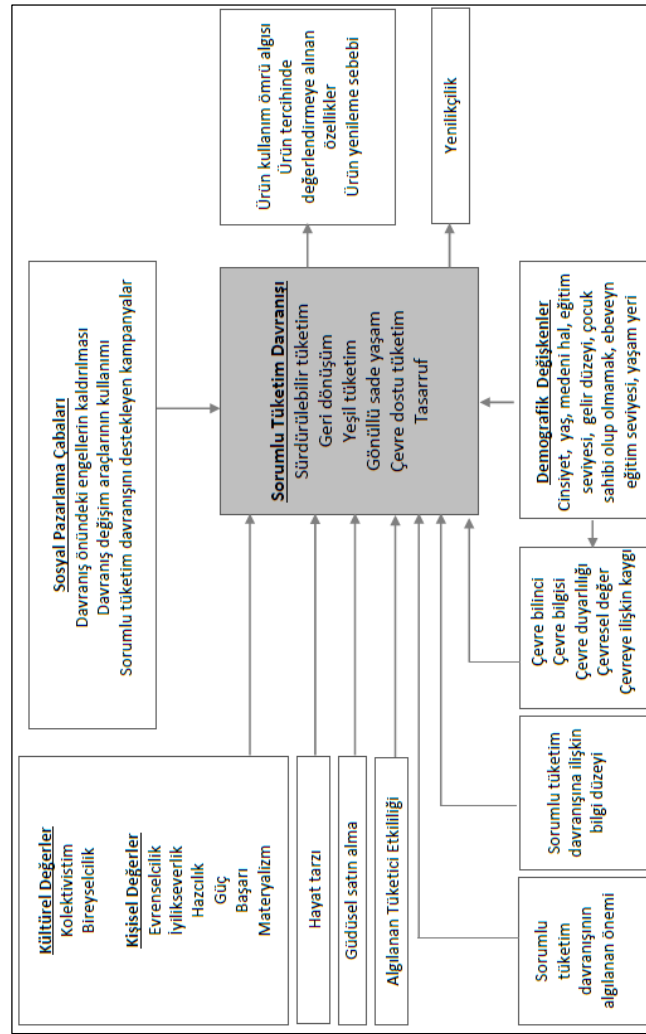 Kültürel Değerler
Kolektivistim
Bireyselcilik
Kişisel Değerler
Evrenselcilik
İyilikseverlik
Hazcılık
Güç
Başarı
Materyalizm
Hayat tarzı
Güdüsel satın alma
Algılanan Tüketici Etkililiği
Sorumlu
tüketim
davranışının
algılanan önemi
Sorumlu tüketim
davranışına ilişkin
bilgi düzeyi
Çevre bilinci
Çevre bilgisi
Çevre duyarlılığı
Çevresel değer
Çevreye ilişkin kaygı
Sosyal Pazarlama Çabaları
Davranış önündeki engellerin kaldırılması
Davranış değişim araçlarının kullanımı
Sorumlu tüketim davranışını destekleyen kampanyalar
Sorumlu Tüketim Davranışı
Sürdürülebilir tüketim
Geri dönüşüm
Yeşil tüketim
Gönüllü sade yaşam
Çevre dostu tüketim
Tasarruf
Demografik Değişkenler
Cinsiyet, yaş, medeni hal, eğitim
seviyesi, gelir düzeyi, çocuk
sahibi olup olmamak, ebeveyn
eğitim seviyesi, yaşam yeri
Ürün kullanım ömrü algısı
Ürün tercihinde
değerlendirmeye alınan
özellikler
Ürün yenileme sebebi
Yenilikçilik